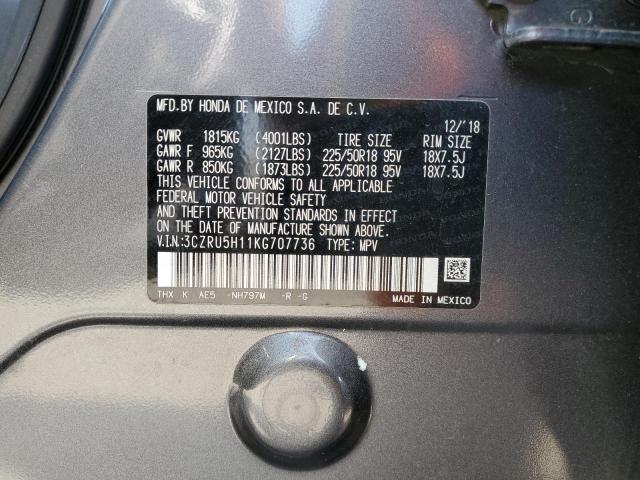 MFD.BY HONDA DE MEXICO S.A. DE C.V.
12/'18
GVWR 1815KG (4001LBS) TIRE SIZE RIM SIZE
GAWR F 965KG (2127LBS) 225/50R18 95V 18X7.5J
GAWR R 850KG (1873LBS) 225/50R18 95V 18X7.5J
THIS VEHICLE CONFORMS TO ALL APPLICABLE
FEDERAL MOTOR VEHICLE SAFETY
AND THEFT PREVENTION STANDARDS IN EFFECT
ON THE DATE OF MANUFACTURE SHOWN ABOVE.
V.I.N:3CZRU5H11KG707736 TYPE: MPV
THX K AE5 -NH797M -R -G
MADE IN MEXICO